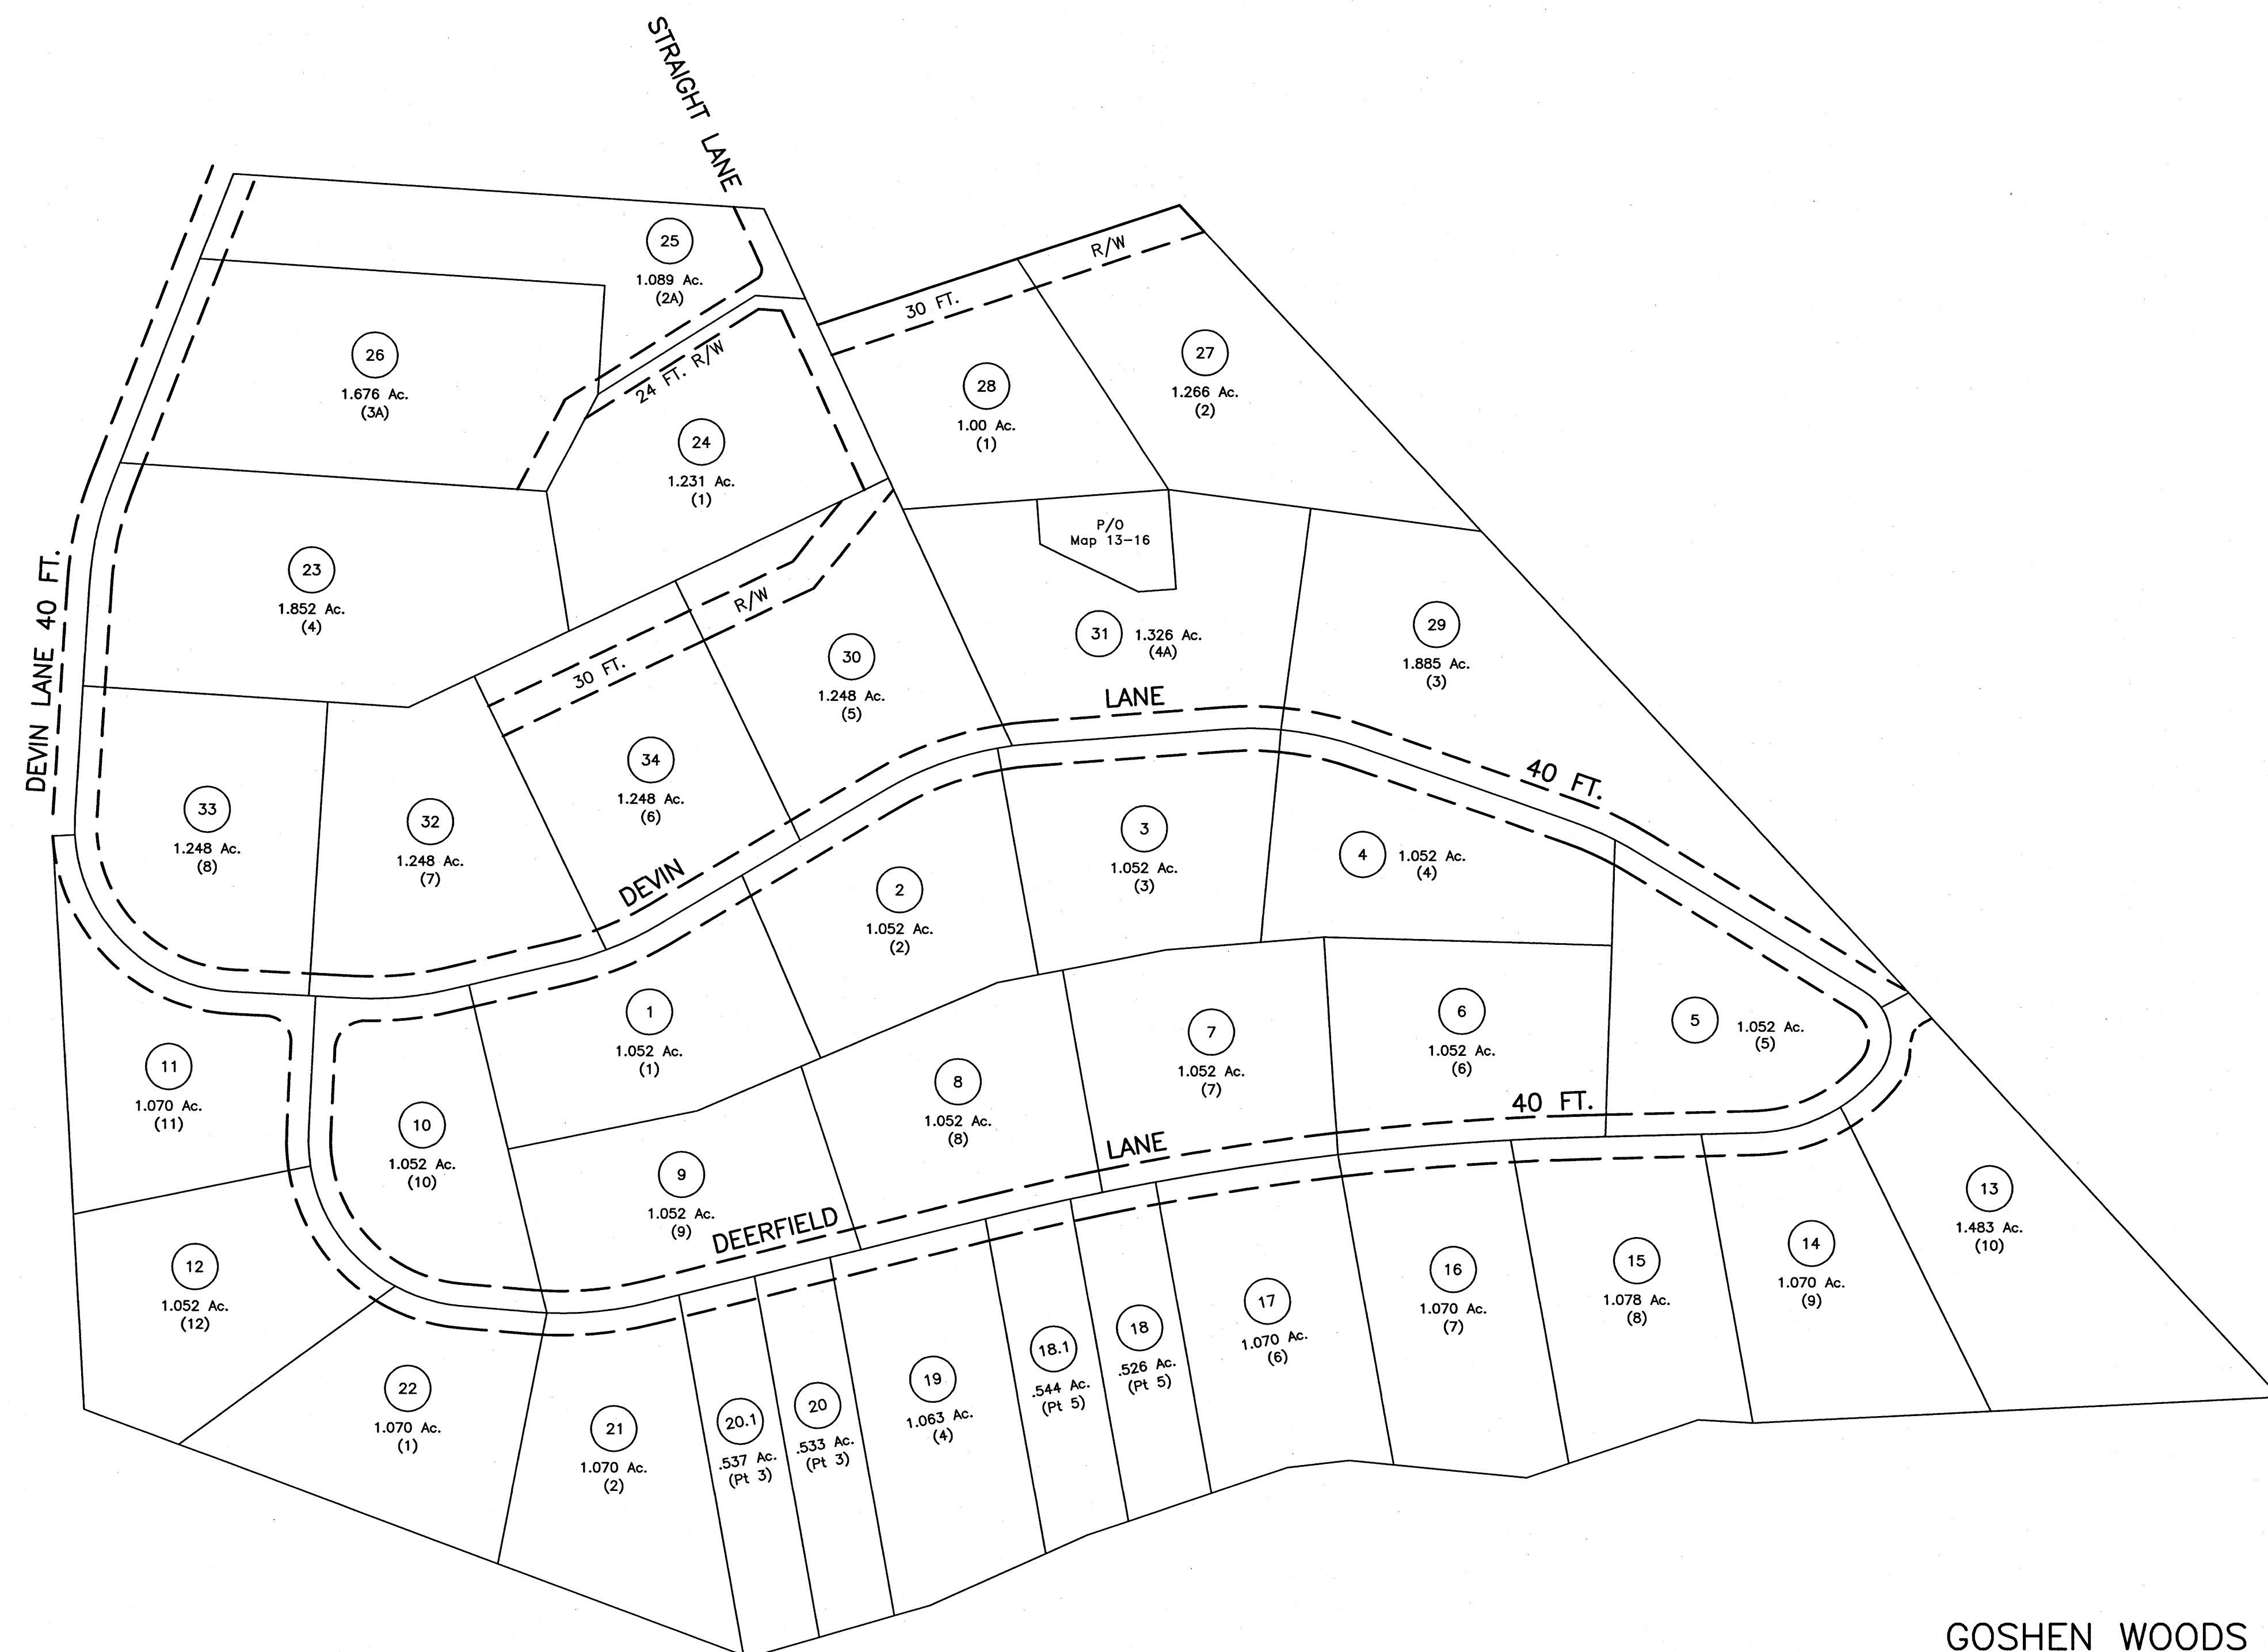 STRAIGHT LANE
25
1.089 Ac.
(2A)
R/W
30 FT.
26
1.676 Ac.
(3A)
24 FT. R/W
27
1.266 Ac.
(2)
28
1.00 Ac.
(1)
24
1.231 Ac.
(1)
P/O
Map 13-16
DEVIN LANE 40 FT.
23
1.852 Ac.
(4)
R/W
30 FT.
31
1.326 Ac.
(4A)
29
1.885 Ac.
(3)
30
1.248 Ac.
(5)
LANE
34
1.248 Ac.
(6)
40 FT.
33
1.248 Ac.
(8)
32
1.248 Ac.
(7)
DEVIN
3
1.052 Ac.
(3)
4
1.052 Ac.
(4)
2
1.052 Ac.
(2)
1
1.052 Ac.
(1)
7
1.052 Ac.
(7)
6
1.052 Ac.
(6)
5
1.052 Ac.
(5)
11
1.070 Ac.
(11)
10
1.052 Ac.
(10)
8
1.052 Ac.
(8)
40 FT.
LANE
9
1.052 Ac.
(9)
DEERFIELD
13
1.483 Ac.
(10)
12
1.052 Ac.
(12)
14
1.070 Ac.
(9)
15
1.078 Ac.
(8)
16
1.070 Ac.
(7)
17
1.070 Ac.
(6)
18
.526 Ac.
(Pt 5)
18.1
.544 Ac.
(Pt 5)
19
1.063 Ac.
(4)
20
.533 Ac.
(Pt 3)
20.1
.537 Ac.
(Pt 3)
22
1.070 Ac.
(1)
21
1.070 Ac.
(2)
GOSHEN WOODS